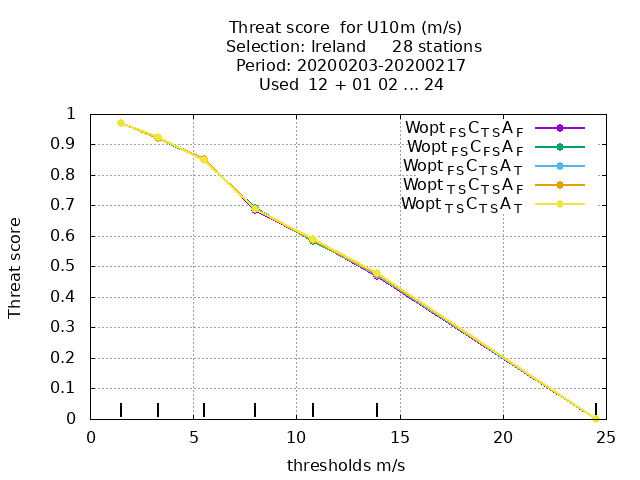 Threat score  for U10m (m/s)
Selection: Ireland     28 stations
Period: 20200203-20200217
Used  12 + 01 02 ... 24
Wopt FS C TS A F
Wopt FS C FS A F
Wopt FS C TS A T
Wopt TS C TS A F
Wopt TS C TS A T
Threat score
1
0.9
0.8
0.7
0.6
0.5
0.4
0.3
0.2
0.1
0
0 5 10 15 20 25
thresholds m/s